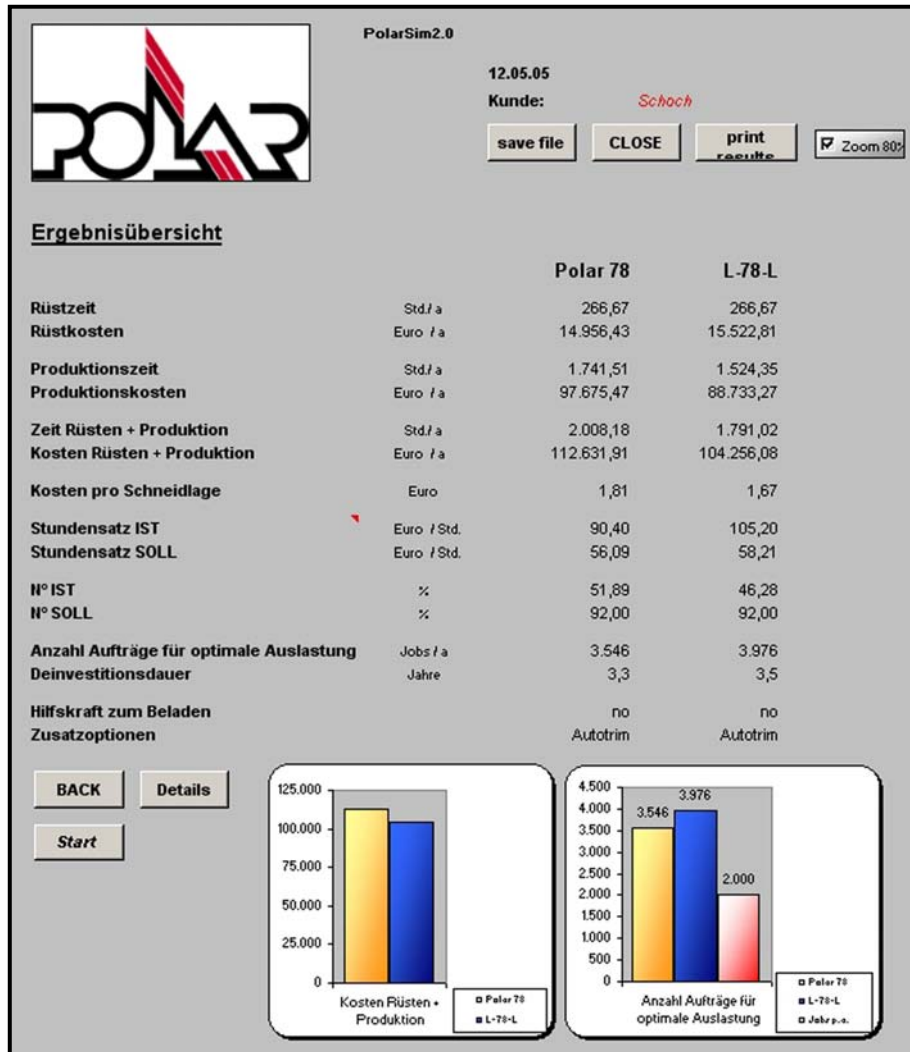 POLAR
PolarSim2.0
12.05.05
Kunde: Schoch
save file CLOSE print results Zoom 80%
Ergebnisübersicht
Polar 78 L-78-L
Rüstzeit Std./ a 266,67 266,67
Rüstkosten Euro / a 14.956,43 15.522,81
Produktionszeit Std./ a 1.741,51 1.524,35
Produktionskosten Euro / a 97.675,47 88.733,27
Zeit Rüsten + Produktion Std./ a 2.008,18 1.791,02
Kosten Rüsten + Produktion Euro / a 112.631,91 104.256,08
Kosten pro Schneidlage Euro 1,81 1,67
Stundensatz IST Euro / Std. 90,40 105,20
Stundensatz SOLL Euro / Std. 56,09 58,21
N° IST % 51,89 46,28
N° SOLL % 92,00 92,00
Anzahl Aufträge für optimale Auslastung Jobs / a 3.546 3.976
Deinvestitionsdauer Jahre 3,3 3,5
Hilfskraft zum Beladen no no
Zusatzoptionen Autotrim Autotrim
BACK Details
Start
125.000
100.000
75.000
50.000
25.000
0
Kosten Rüsten +
Produktion
Polar 78
L-78-L
4.500
4.000
3.500
3.000
2.500
2.000
1.500
1.000
500
0
3.546
3.976
2.000
Anzahl Aufträge für
optimale Auslastung
Polar 78
L-78-L
Jobs p.a.